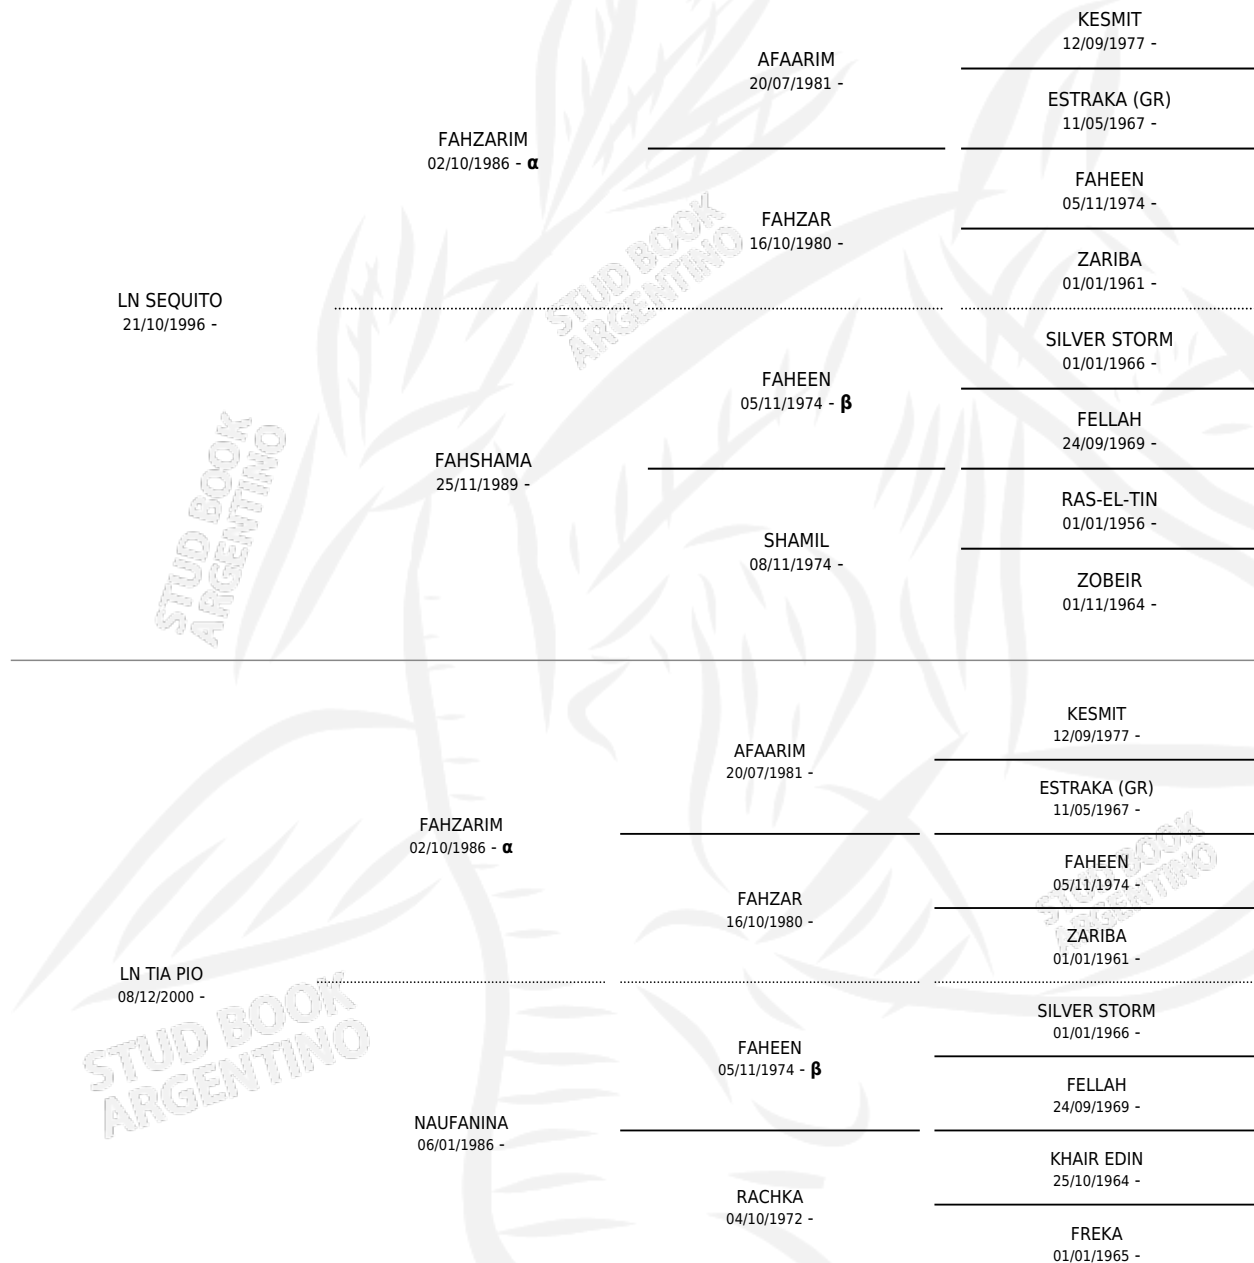 KESMIT
12/09/1977 -
AFAARIM
20/07/1981 -
ESTRAKA (GR)
11/05/1967 -
FAHZARIM
02/10/1986 - α
FAHEEN
05/11/1974 -
FAHZAR
16/10/1980 -
ZARIBA
01/01/1961 -
LN SEQUITO
21/10/1996 -
SILVER STORM
01/01/1966 -
FAHEEN
05/11/1974 - β
FELLAH
24/09/1969 -
FAHSHAMA
25/11/1989 -
RAS-EL-TIN
01/01/1956 -
SHAMIL
08/11/1974 -
ZOBEIR
01/11/1964 -
STUD BOOK
ARGENTINO
STUD BOOK
ARGENTINO
KESMIT
12/09/1977 -
AFAARIM
20/07/1981 -
ESTRAKA (GR)
11/05/1967 -
FAHZARIM
02/10/1986 - α
FAHEEN
05/11/1974 -
FAHZAR
16/10/1980 -
ZARIBA
01/01/1961 -
LN TIA PIO
08/12/2000 -
SILVER STORM
01/01/1966 -
FAHEEN
05/11/1974 - β
FELLAH
24/09/1969 -
NAUFANINA
06/01/1986 -
KHAIR EDIN
25/10/1964 -
RACHKA
04/10/1972 -
FREKA
01/01/1965 -
STUD BOOK
ARGENTINO
STUD BOOK
ARGENTINO